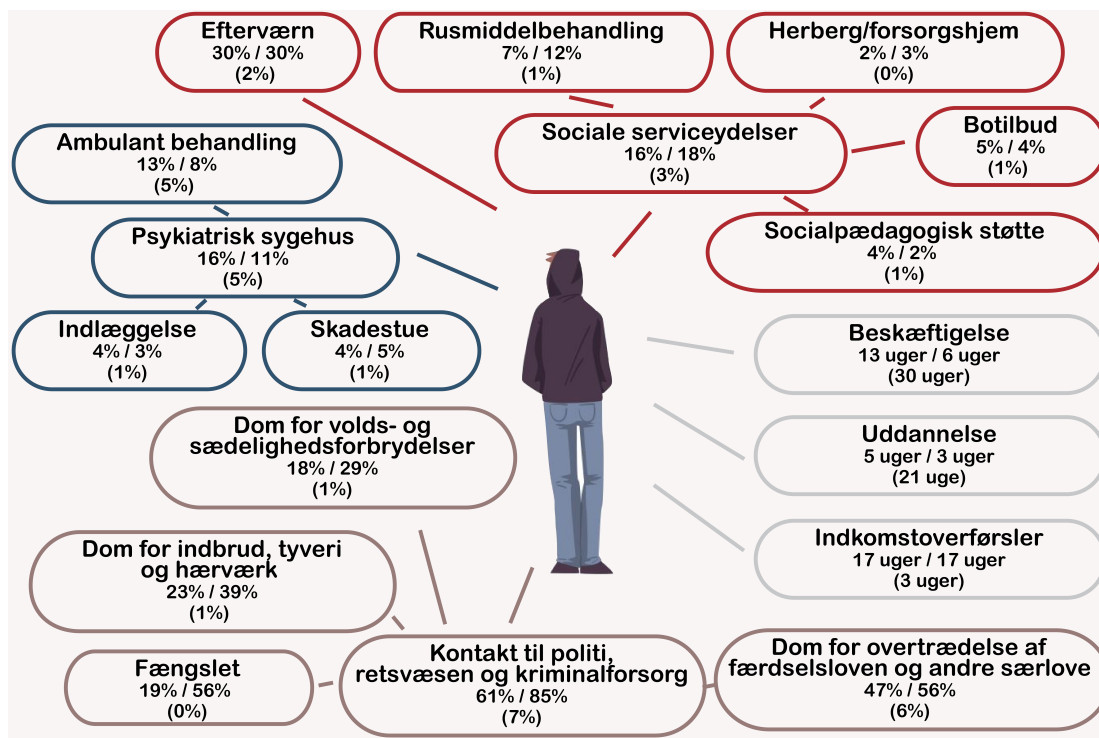 Efterværn
30% / 30%
(2%)
Rusmiddelbehandling
7% / 12%
(1%)
Herberg/forsorgshjem
2% / 3%
(0%)
Sociale serviceydelser
16% / 18%
(3%)
Botilbud
5% / 4%
(1%)
Ambulant behandling
13% / 8%
(5%)
Psykiatrisk sygehus
16% / 11%
(5%)
Socialpædagogisk støtte
4% / 2%
(1%)
Indlæggelse
4% / 3%
(1%)
Skadestue
4% / 5%
(1%)
Beskæftigelse
13 uger / 6 uger
(30 uger)
Dom for volds- og
sædelighedsforbrydelser
18% / 29%
(1%)
Uddannelse
5 uger / 3 uger
(21 uge)
Dom for indbrud, tyveri
og hærværk
23% / 39%
(1%)
Indkomstoverførsler
17 uger / 17 uger
(3 uger)
Fængslet
19% / 56%
(0%)
Kontakt til politi,
retsvæsen og kriminalforsorg
61% / 85%
(7%)
Dom for overtrædelse af
færdselsloven og andre særlove
47% / 56%
(6%)